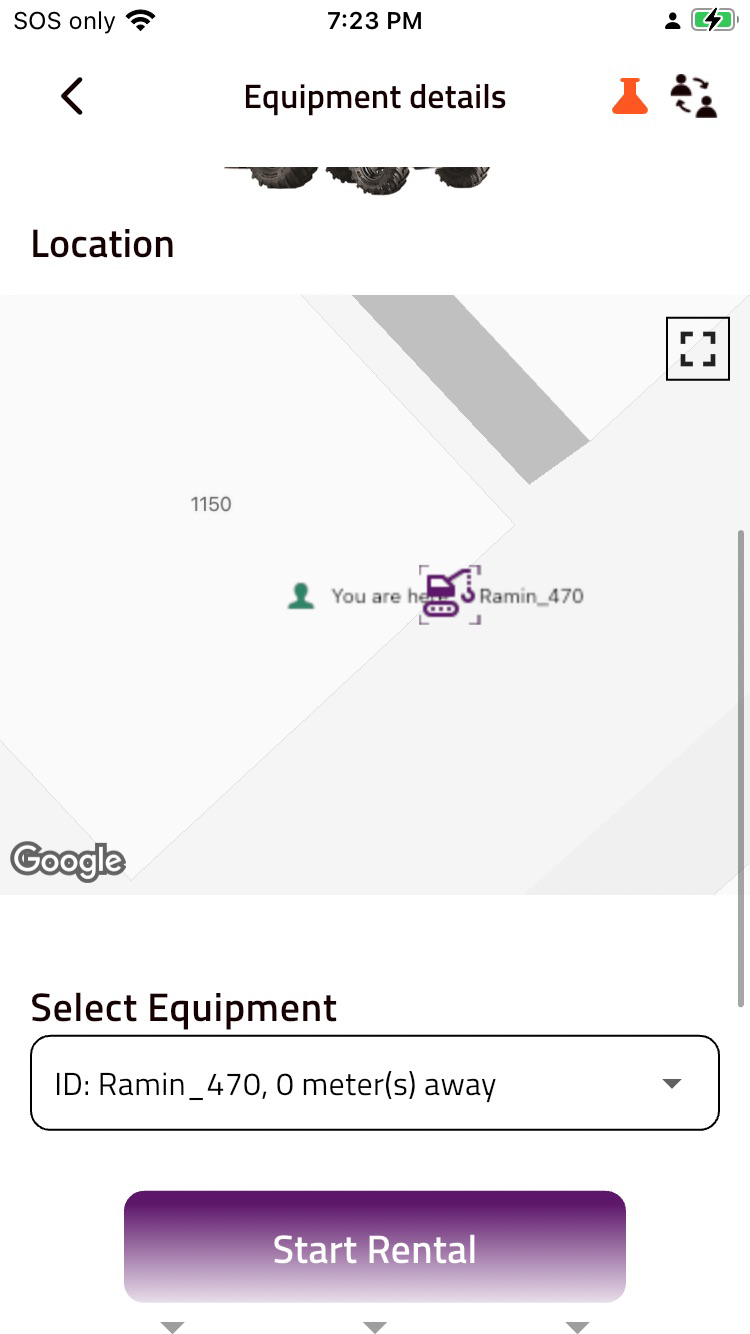 SOS only
7:23 PM
Equipment details
Location
1150
You are he
Ramin_470
Google
Select Equipment
ID: Ramin_470, 0 meter(s) away
Start Rental